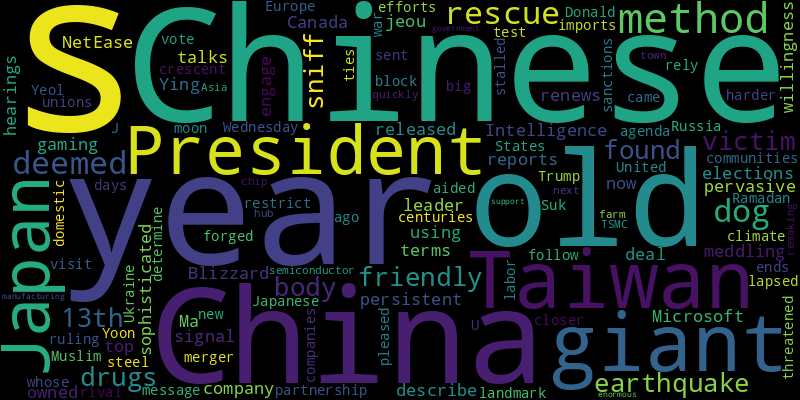 S
Chinese
year
old
China
President
Taiwan
giant
Japan
method
rescue
deemed
13th
drugs
dog
victim
found
body
friendly
earthquake
sniff
Europe
efforts
Donald
Canada
jeou
war
test
imports
government
NetEase
vote
talks
ties
sent
block
big
stalled
renews
sanctions
rely
town
willingness
hearings
Yeol
unions
crescent
Ying
Asia
engage
quickly
came
harder
U
moon
Wednesday
released
Intelligence
agenda
Russia
gaming
States
reports
United
communities
elections
days
chip
aided
Trump
next
now
pervasive
domestic
restrict
leader
support
Suk
farm
Ramadan
hub
ago
centuries
TSMC
climate
remaking
forged
using
visit
determine
terms
follow
deal
meddling
sophisticated
Ukraine
Blizzard
semiconductor
labor
ends
lapsed
manufacturing
Japanese
persistent
threatened
Ma
new
Microsoft
Yoon
signal
companies
pleased
U
closer
ruling
top
steel
merger
Muslim
whose
message
company
partnership
describe
landmark
enormous
owned
rival